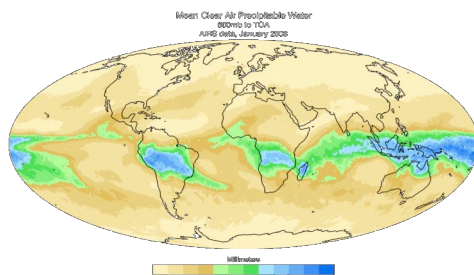 Mean Clear Air Precipitable Water
500mb to TOA
AIRS data, January 2003
Millimeters